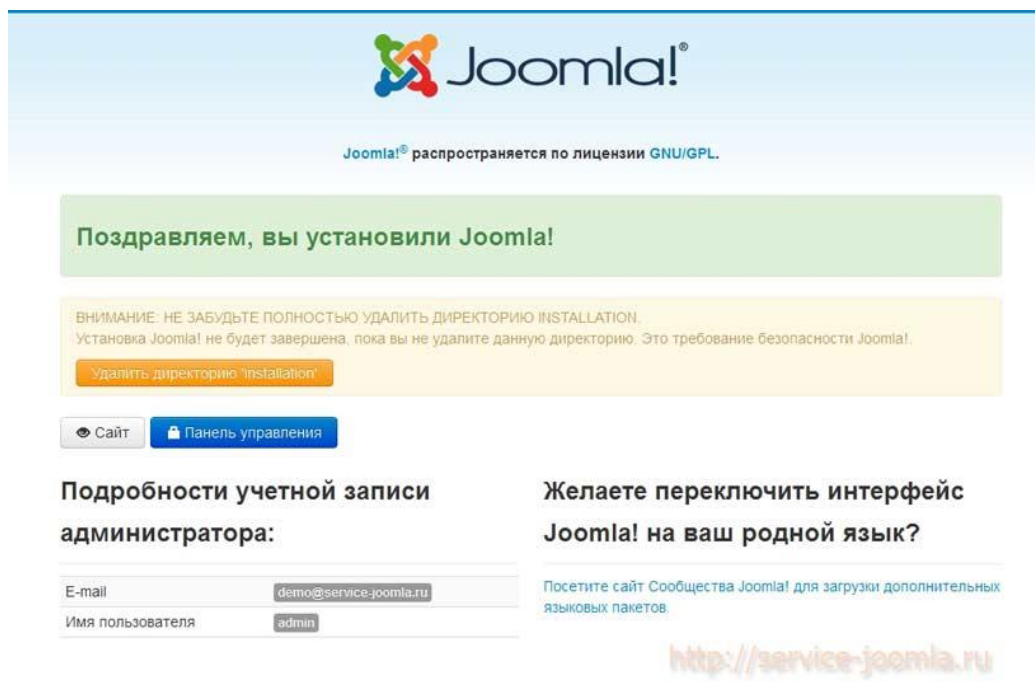 Joomla!®
Joomla!® распространяется по лицензии GNU/GPL.
Поздравляем, вы установили Joomla!
ВНИМАНИЕ: НЕ ЗАБУДЬТЕ ПОЛНОСТЬЮ УДАЛИТЬ ДИРЕКТОРИЮ INSTALLATION.
Установка Joomla! не будет завершена, пока вы не удалите данную директорию. Это требование безопасности Joomla!.
Удалить директорию 'installation'
Сайт
Панель управления
Подробности учетной записи
администратора:
E-mail demo@service-joomla.ru
Имя пользователя admin
Желаете переключить интерфейс
Joomla! на ваш родной язык?
Посетите сайт Сообщества Joomla! для загрузки дополнительных
языковых пакетов.
http://service-joomla.ru